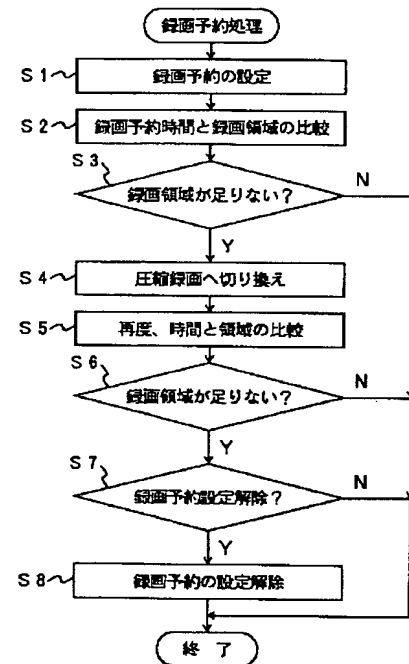 録画予約処理
S1 録画予約の設定
S2 録画予約時間と録画領域の比較
S3
録画領域が足りない?
N
Y
S4 圧縮録画へ切り換え
S5 再度、時間と領域の比較
S6
録画領域が足りない?
N
Y
S7
録画予約設定解除?
N
Y
S8 録画予約の設定解除
終了